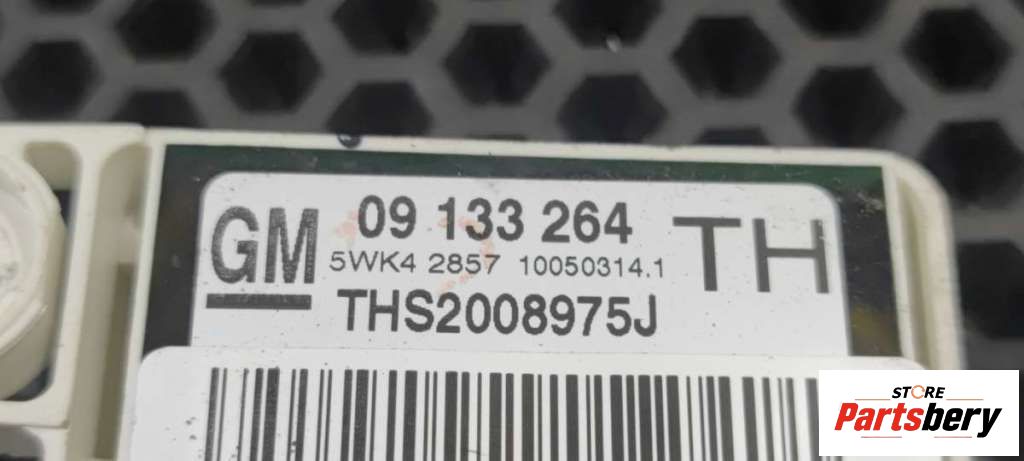 GM
09 133 264
5WK4 2857 10050314.1
THS2008975J
TH
STORE
Partsbery